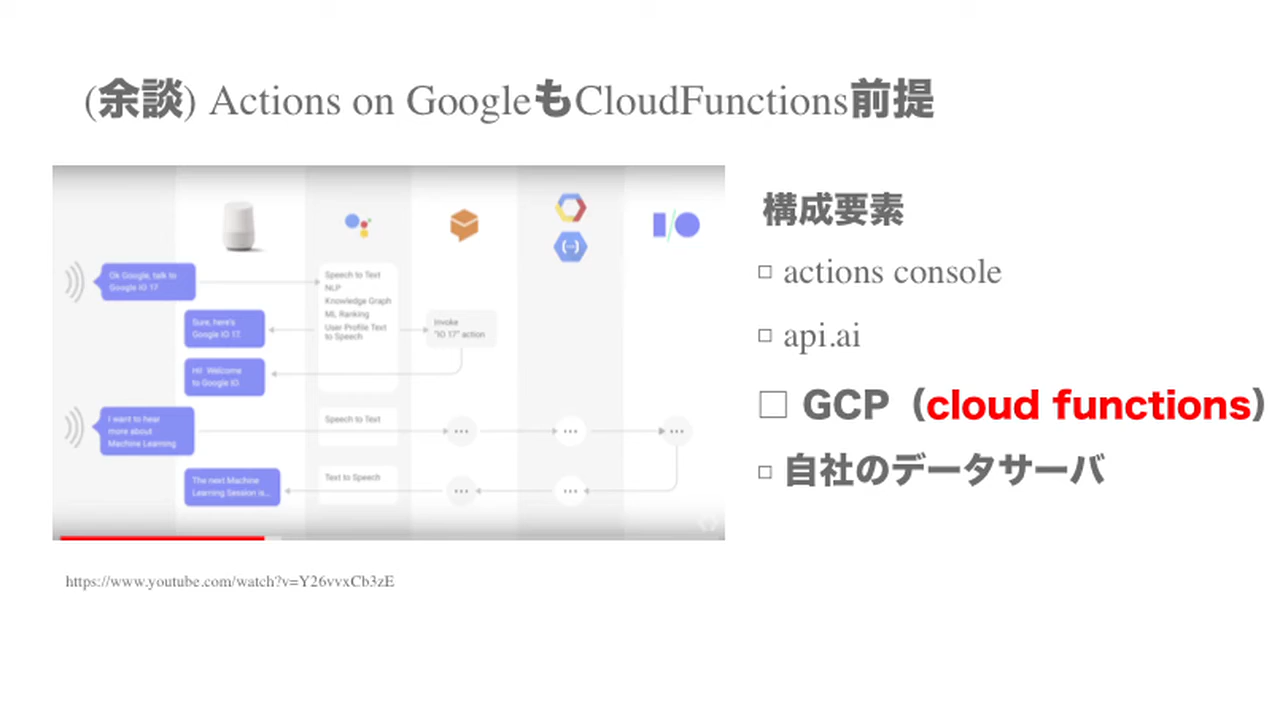 (余談) Actions on GoogleもCloudFunctions前提
Ok Google, talk to
Google IO 17
Sure, here's
Google IO 17.
Hi! Welcome
to Google IO.
Speech to Text
NLP
Knowledge Graph
ML Ranking
User Profile Text
to Speech
Invoke
"IO 17" action
I want to hear
more about
Machine Learning
Speech to Text
The next Machine
Learning Session is...
Text to Speech
構成要素
□ actions console
□ api.ai
□ GCP（cloud functions）
□ 自社のデータサーバ
https://www.youtube.com/watch?v=Y26vvxCb3zE